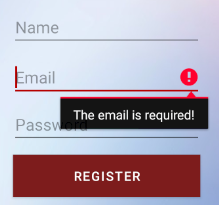 Name
Email
The email is required!
Password
REGISTER